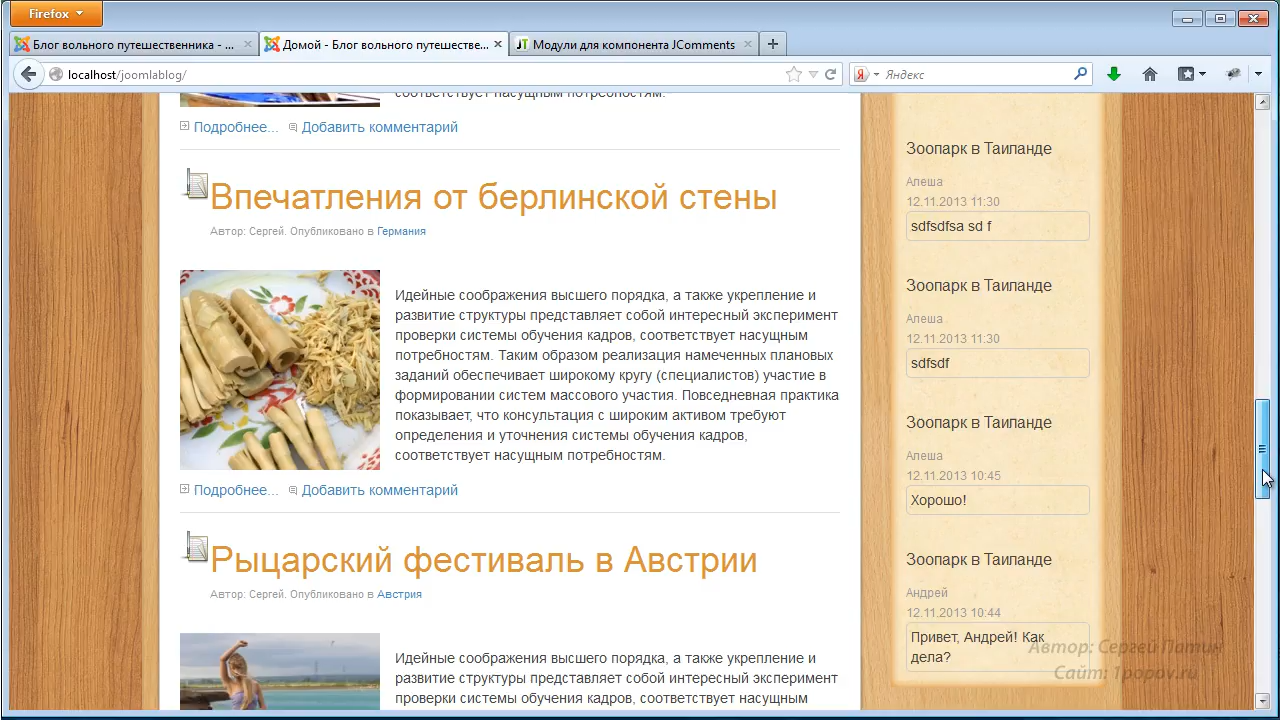 Firefox
Блог вольного путешественника - ...
Домой - Блог вольного путешестве...
Модули для компонента JComments
localhost/joomlablog/
Яндекс
соответствует насущным потребностям.
Подробнее... Добавить комментарий
Впечатления от берлинской стены
Автор: Сергей. Опубликовано в Германия
Идейные соображения высшего порядка, а также укрепление и
развитие структуры представляет собой интересный эксперимент
проверки системы обучения кадров, соответствует насущным
потребностям. Таким образом реализация намеченных плановых
заданий обеспечивает широкому кругу (специалистов) участие в
формировании систем массового участия. Повседневная практика
показывает, что консультация с широким активом требуют
определения и уточнения системы обучения кадров,
соответствует насущным потребностям.
Подробнее... Добавить комментарий
Рыцарский фестиваль в Австрии
Автор: Сергей. Опубликовано в Австрия
Идейные соображения высшего порядка, а также укрепление и
развитие структуры представляет собой интересный эксперимент
проверки системы обучения кадров, соответствует насущным
Зоопарк в Таиланде
Алеша
12.11.2013 11:30
sdfsdfsa sd f
Зоопарк в Таиланде
Алеша
12.11.2013 11:30
sdfsdf
Зоопарк в Таиланде
Алеша
12.11.2013 10:45
Хорошо!
Зоопарк в Таиланде
Андрей
12.11.2013 10:44
Привет, Андрей! Как
дела?
Автор: Сергей Патин
Сайт: 1popov.ru